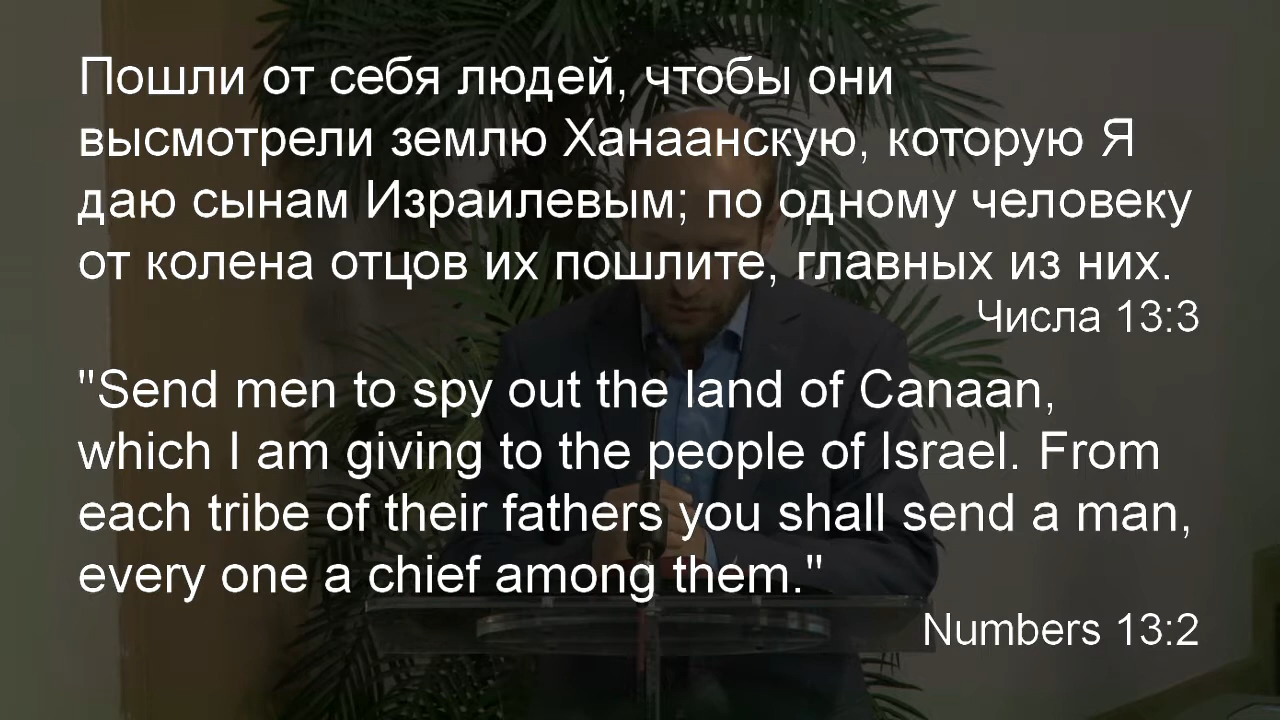 Пошли от себя людей, чтобы они
высмотрели землю Ханаанскую, которую Я
даю сынам Израилевым; по одному человеку
от колена отцов их пошлите, главных из них.
Числа 13:3
"Send men to spy out the land of Canaan,
which I am giving to the people of Israel. From
each tribe of their fathers you shall send a man,
every one a chief among them."
Numbers 13:2